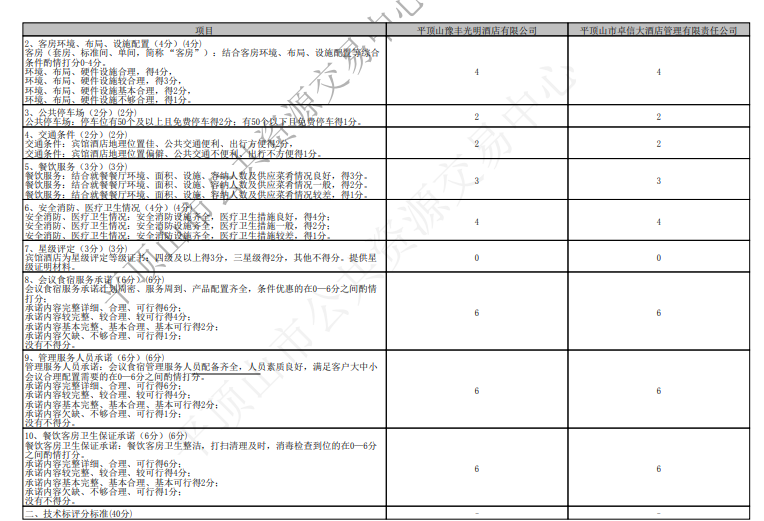 项目 平顶山豫丰光明酒店有限公司 平顶山市卓信大酒店管理有限责任公司
2、客房环境、布局、设施配置（4分）(4分)
客房（套房、标准间、单间，简称“客房”）：结合客房环境、布局、设施配置等综合
条件酌情打分0-4分。
环境、布局、硬件设施合理，得4分，
环境、布局、硬件设施较合理，得3分，
环境、布局、硬件设施基本合理，得2分，
环境、布局、硬件设施不够合理，得1分。
4 4
3、公共停车场（2分）(2分)
公共停车场：停车位有50个及以上且免费停车得2分；有50个以下且免费停车得1分。
2 2
4、交通条件（2分）(2分)
交通条件：宾馆酒店地理位置佳、公共交通便利、出行方便得2分，
交通条件：宾馆酒店地理位置偏僻、公共交通不便利、出行不方便得1分。
2 2
5、餐饮服务（3分）(3分)
餐饮服务：结合就餐餐厅环境、面积、设施、容纳人数及供应菜肴情况良好，得3分。
餐饮服务：结合就餐餐厅环境、面积、设施、容纳人数及供应菜肴情况一般，得2分。
餐饮服务：结合就餐餐厅环境、面积、设施、容纳人数及供应菜肴情况较差，得1分。
3 3
6、安全消防、医疗卫生情况（4分）(4分)
安全消防、医疗卫生情况：安全消防设施齐全，医疗卫生措施良好，得4分；
安全消防、医疗卫生情况：安全消防设施齐全，医疗卫生措施一般，得2分；
安全消防、医疗卫生情况：安全消防设施齐全，医疗卫生措施较差，得1分。
4 4
7、星级评定（3分）(3分)
宾馆酒店为星级评定等级证书：四级及以上得3分，三星级得2分，其他不得分。提供星
级证明材料。
0 0
8、会议食宿服务承诺（6分）(6分)
会议食宿服务承诺计划周密、服务周到、产品配置齐全，条件优惠的在0—6分之间酌情
打分；
承诺内容完整详细、合理、可行得6分；
承诺内容较完整、较合理、较可行得4分；
承诺内容基本完整、基本合理、基本可行得2分；
承诺内容欠缺、不够合理、可行得1分；
没有不得分。
6 6
9、管理服务人员承诺（6分）(6分)
管理服务人员承诺：会议食宿管理服务人员配备齐全，人员素质良好，满足客户大中小
会议合理配置需要的在0—6分之间酌情打分。
承诺内容完整详细、合理、可行得6分；
承诺内容较完整、较合理、较可行得4分；
承诺内容基本完整、基本合理、基本可行得2分；
承诺内容欠缺、不够合理、可行得1分；
没有不得分。
6 6
10、餐饮客房卫生保证承诺（6分）(6分)
餐饮客房卫生保证承诺：餐饮客房卫生整洁，打扫清理及时，消毒检查到位的在0—6分
之间酌情打分。
承诺内容完整详细、合理、可行得6分；
承诺内容较完整、较合理、较可行得4分；
承诺内容基本完整、基本合理、基本可行得2分；
承诺内容欠缺、不够合理、可行得1分；
没有不得分。
6 6
二、技术标评分标准(40分) - -
平顶山市公共资源交易中心
平顶山市公共资源交易中心